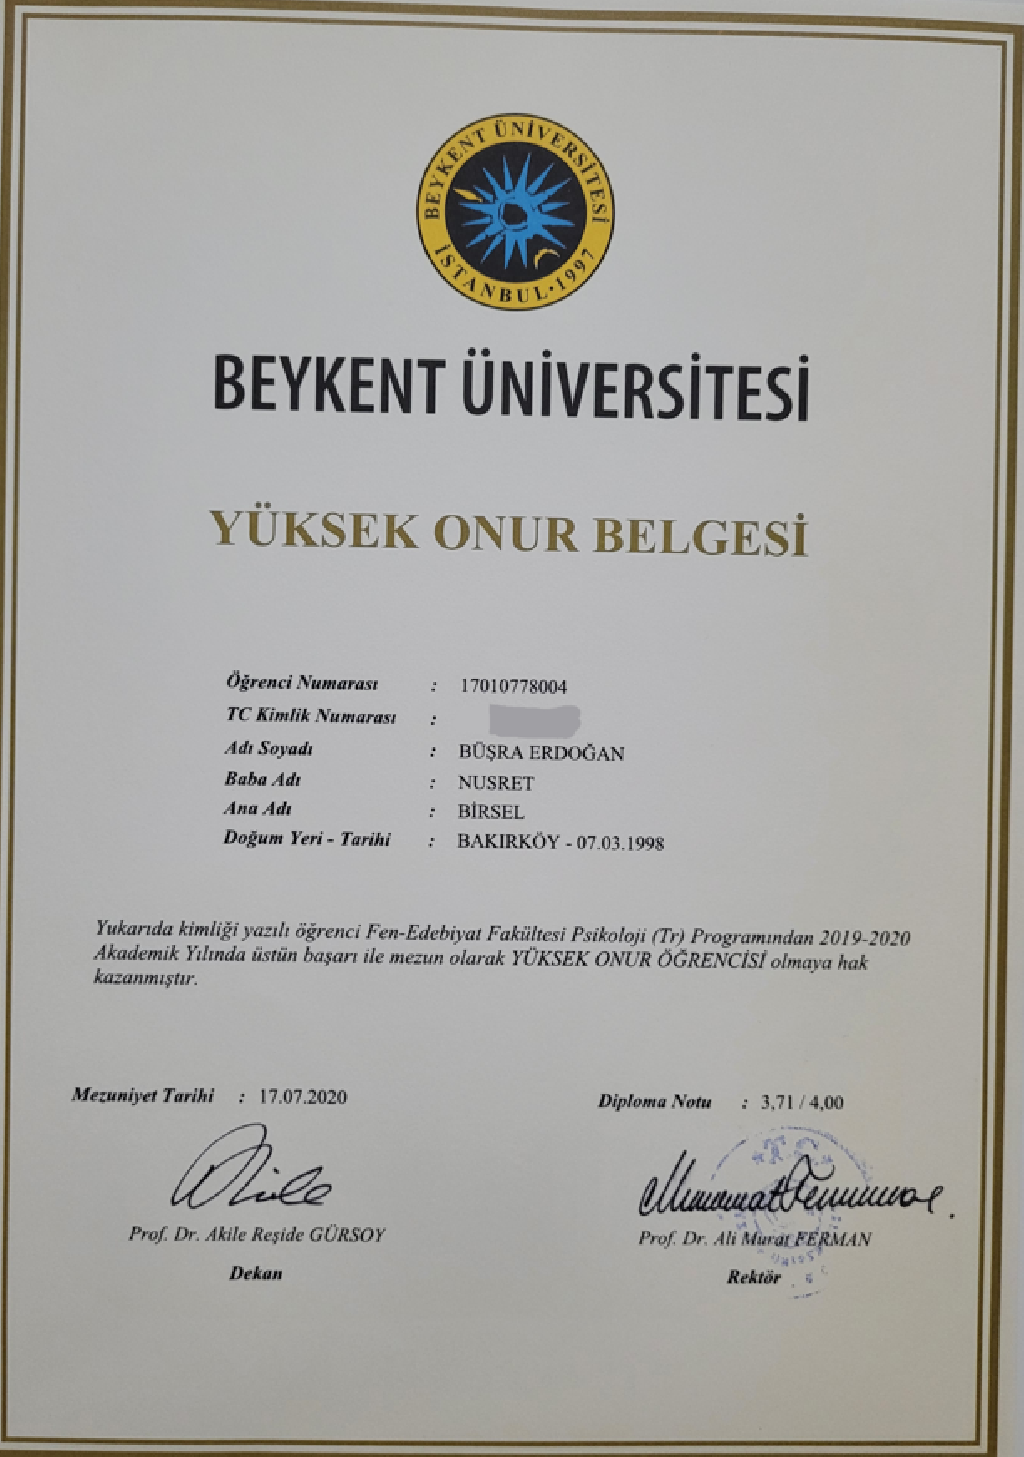 BEYKENT ÜNİVERSİTESİ
İSTANBUL·1997
BEYKENT ÜNİVERSİTESİ
YÜKSEK ONUR BELGESİ
Öğrenci Numarası : 17010778004
TC Kimlik Numarası :
Adı Soyadı : BÜŞRA ERDOĞAN
Baba Adı : NUSRET
Ana Adı : BİRSEL
Doğum Yeri - Tarihi : BAKIRKÖY - 07.03.1998
Yukarıda kimliği yazılı öğrenci Fen-Edebiyat Fakültesi Psikoloji (Tr) Programından 2019-2020
Akademik Yılında üstün başarı ile mezun olarak YÜKSEK ONUR ÖĞRENCİSİ olmaya hak
kazanmıştır.
Mezuniyet Tarihi : 17.07.2020 Diploma Notu : 3,71 / 4,00
T.C.
Prof. Dr. Akile Reşide GÜRSOY Prof. Dr. Ali Murat FERMAN
Dekan Rektör